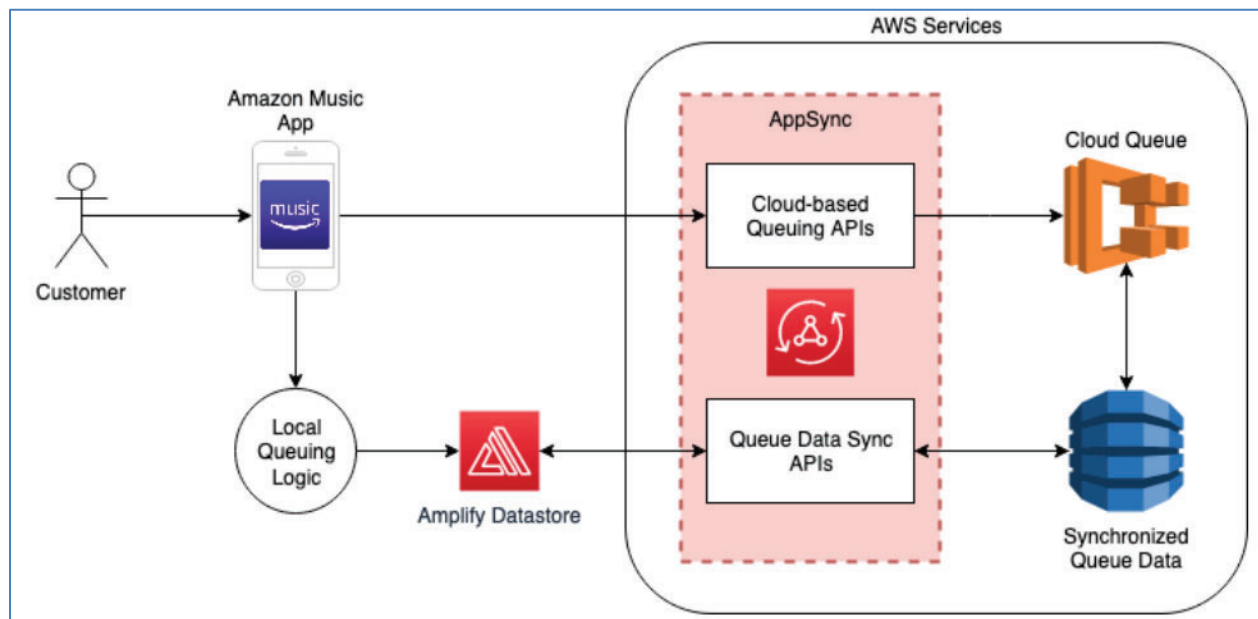 AWS Services
Amazon Music
App
music
Customer
AppSync
Cloud-based
Queuing APIs
Cloud Queue
Local
Queuing
Logic
Amplify Datastore
Queue Data Sync
APIs
Synchronized
Queue Data